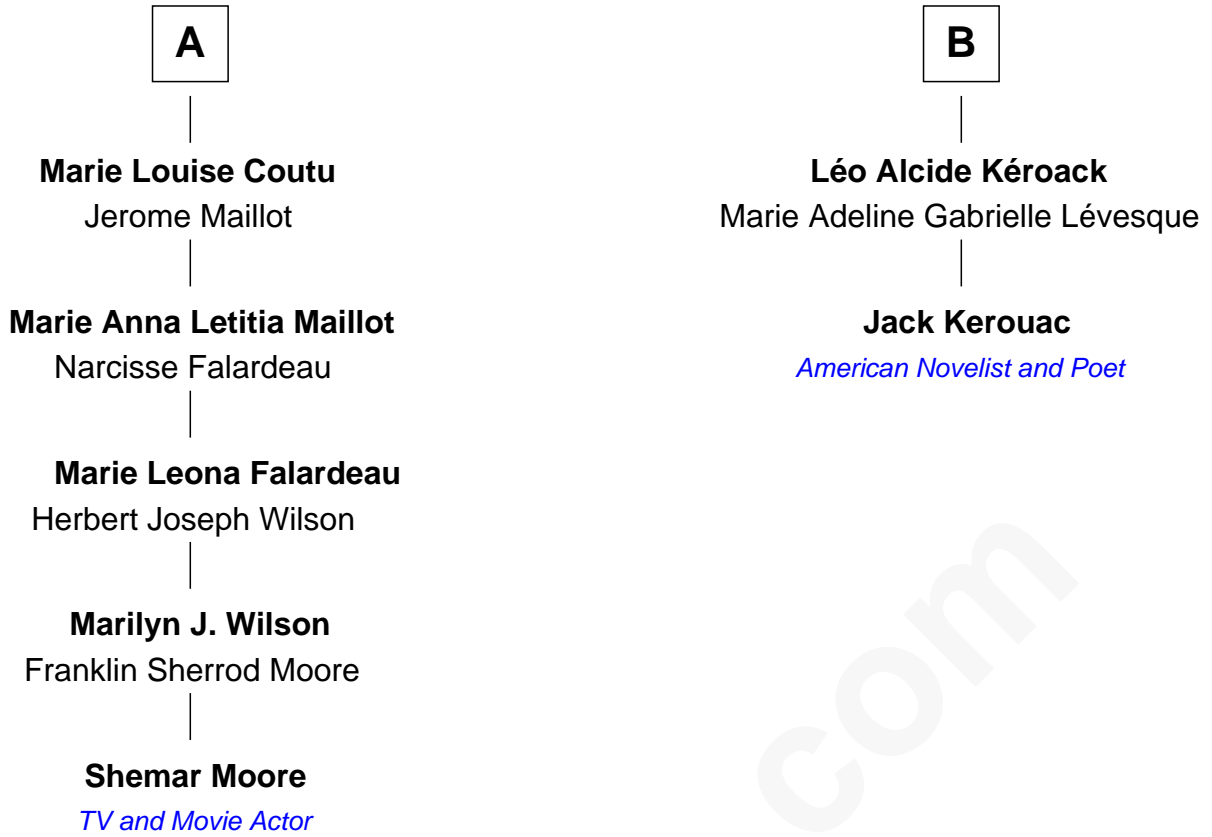 A
Marie Louise Coutu
Jerome Maillot
Marie Anna Letitia Maillot
Narcisse Falardeau
Marie Leona Falardeau
Herbert Joseph Wilson
Marilyn J. Wilson
Franklin Sherrod Moore
Shemar Moore
TV and Movie Actor
B
Léo Alcide Kéroack
Marie Adeline Gabrielle Lévesque
Jack Kerouac
American Novelist and Poet
com